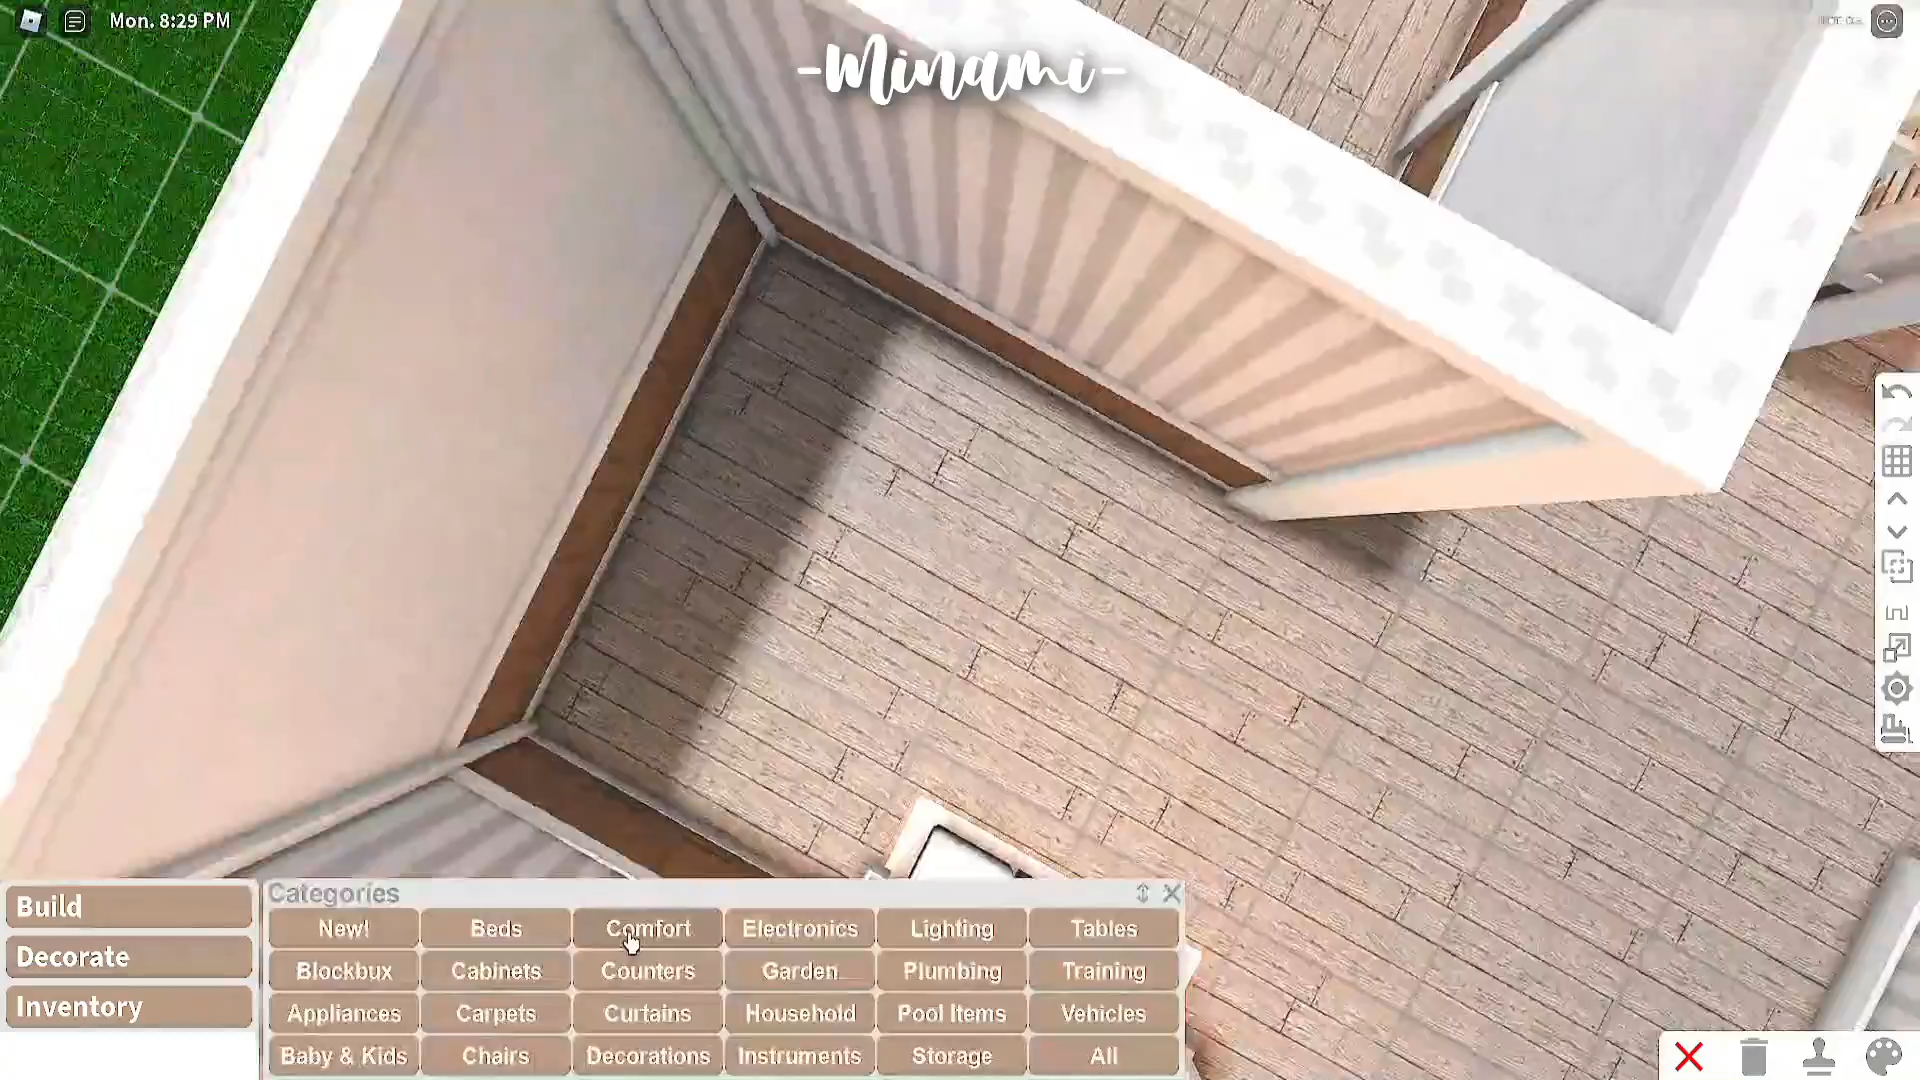 Mon. 8:29 PM
-Minami-
Build
Decorate
Inventory
Categories
New! Beds Comfort Electronics Lighting Tables
Blockbux Cabinets Counters Garden Plumbing Training
Appliances Carpets Curtains Household Pool Items Vehicles
Baby & Kids Chairs Decorations Instruments Storage All